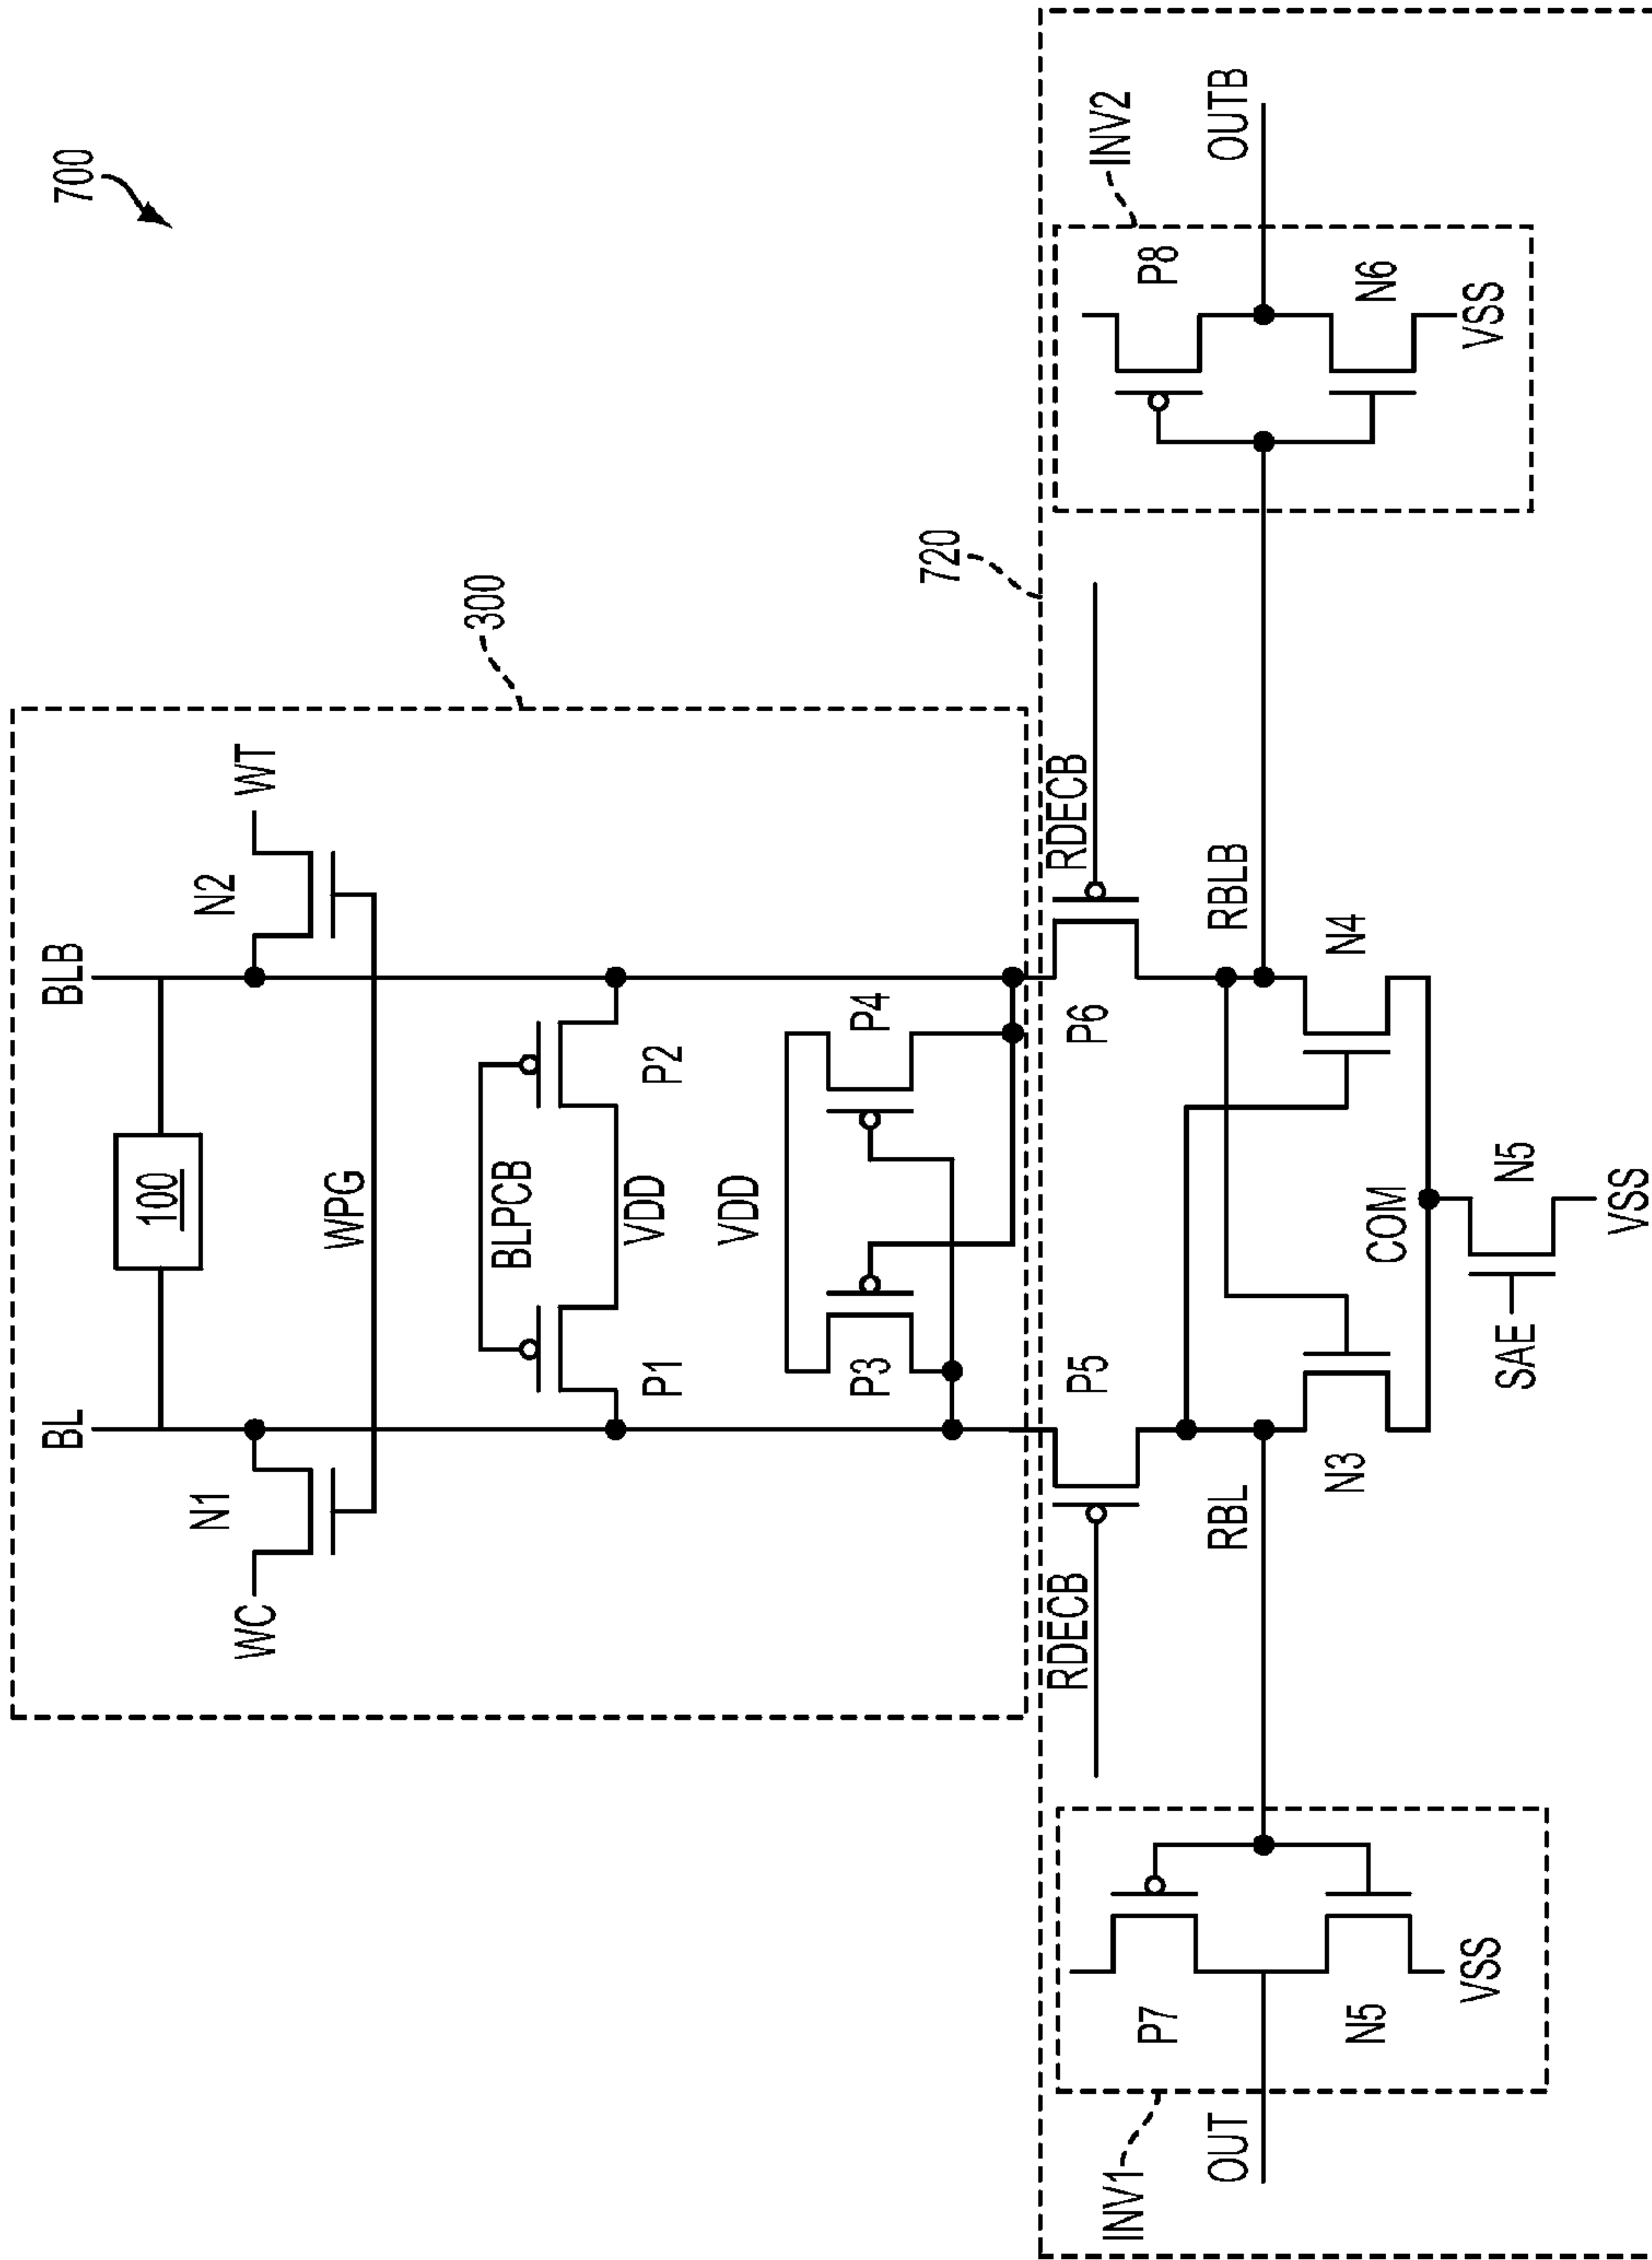 700
300
BL
BLB
100
WC
N1
N2
WT
WPG
BLPCB
P1
VDD
P2
VDD
P3
P4
720
RDECB
P5
P6
RDECB
INV1
OUT
P7
N5
VSS
RBL
RBLB
N3
N4
COM
SAE
N5
VSS
INV2
P8
N6
VSS
OUTB